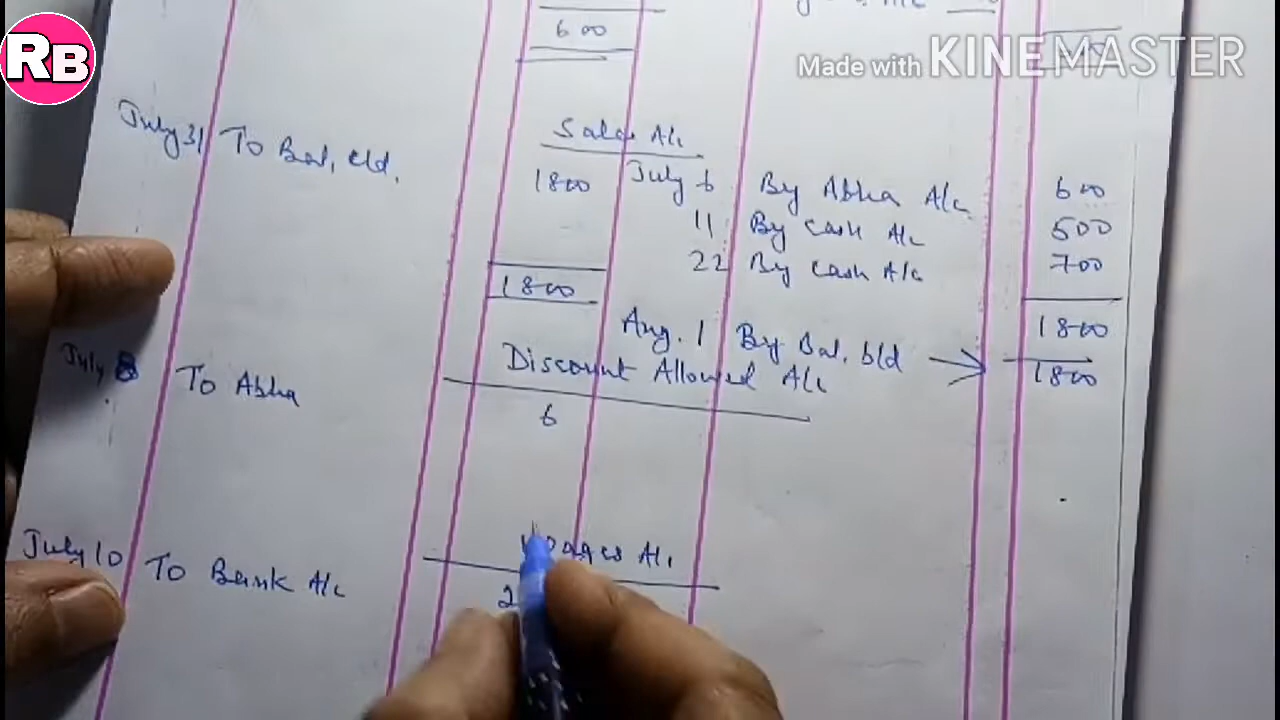 RB
Made with KINEMASTER
600
Sales A/c
July 31 To Bal. c/d. 1800 July 6 By Abha A/c 600
11 By cash A/c 500
22 By cash A/c 700
1800 1800
Aug. 1 By Bal. b/d 1800
Discount Allowed A/c
July 8 To Abha 6
Wages A/c
July 10 To Bank A/c 2